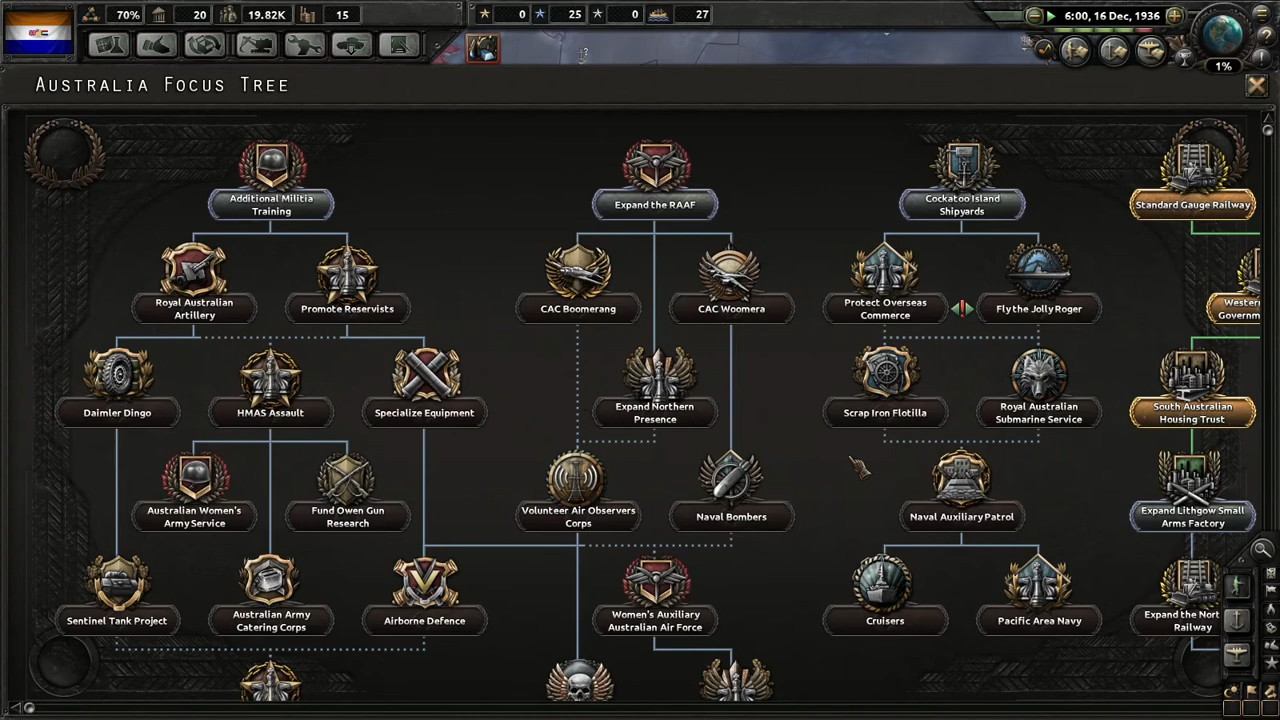 70%
20
19.82K
15
0
25
0
27
6:00, 16 Dec, 1936
1%
Australia Focus Tree
Additional Militia
Training
Expand the RAAF
Cockatoo Island
Shipyards
Standard Gauge Railway
Royal Australian
Artillery
Promote Reservists
CAC Boomerang
CAC Woomera
Protect Overseas
Commerce
Fly the Jolly Roger
Western
Governm
Daimler Dingo
HMAS Assault
Specialize Equipment
Expand Northern
Presence
Scrap Iron Flotilla
Royal Australian
Submarine Service
South Australian
Housing Trust
Australian Women's
Army Service
Fund Owen Gun
Research
Volunteer Air Observers
Corps
Naval Bombers
Naval Auxiliary Patrol
Expand Lithgow Small
Arms Factory
Sentinel Tank Project
Australian Army
Catering Corps
Airborne Defence
Women's Auxiliary
Australian Air Force
Cruisers
Pacific Area Navy
Expand the Nort
Railway